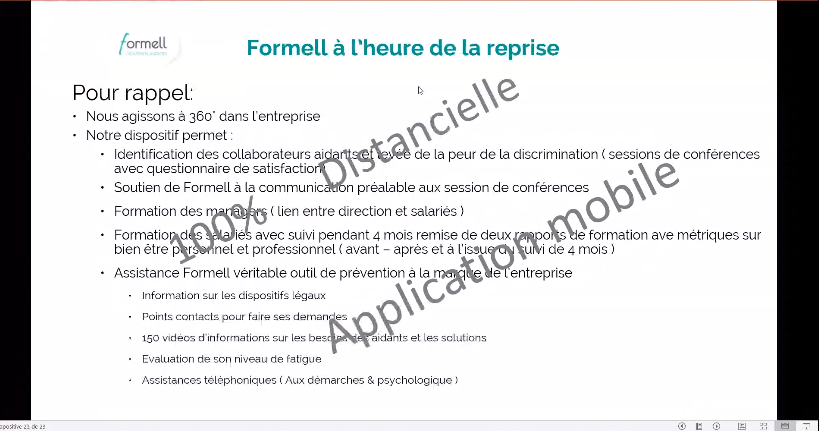 formell
Formell à l'heure de la reprise
Pour rappel:
• Nous agissons à 360° dans l'entreprise
• Notre dispositif permet :
• Identification des collaborateurs aidants et levée de la peur de la discrimination ( sessions de conférences
avec questionnaire de satisfaction)
• Soutien de Formell à la communication préalable aux session de conférences
• Formation des managers ( lien entre direction et salariés )
• Formation des salariés avec suivi pendant 4 mois remise de deux rapports de formation ave métriques sur
bien être personnel et professionnel ( avant – après et à l'issue du suivi de 4 mois )
• Assistance Formell véritable outil de prévention à la marque de l'entreprise
• Information sur les dispositifs légaux
• Points contacts pour faire ses demandes
• 150 vidéos d'informations sur les besoins des aidants et les solutions
• Evaluation de son niveau de fatigue
• Assistances téléphoniques ( Aux démarches & psychologique )
100% Distancielle
Application mobile
apositive 23 de 23